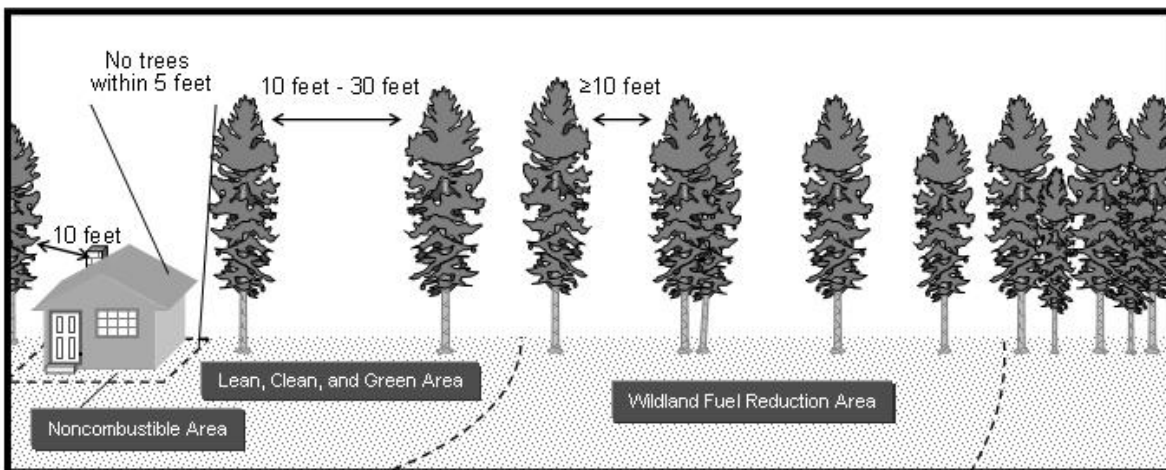 No trees
within 5 feet
10 feet - 30 feet
≥10 feet
10 feet
Lean, Clean, and Green Area
Wildland Fuel Reduction Area
Noncombustible Area